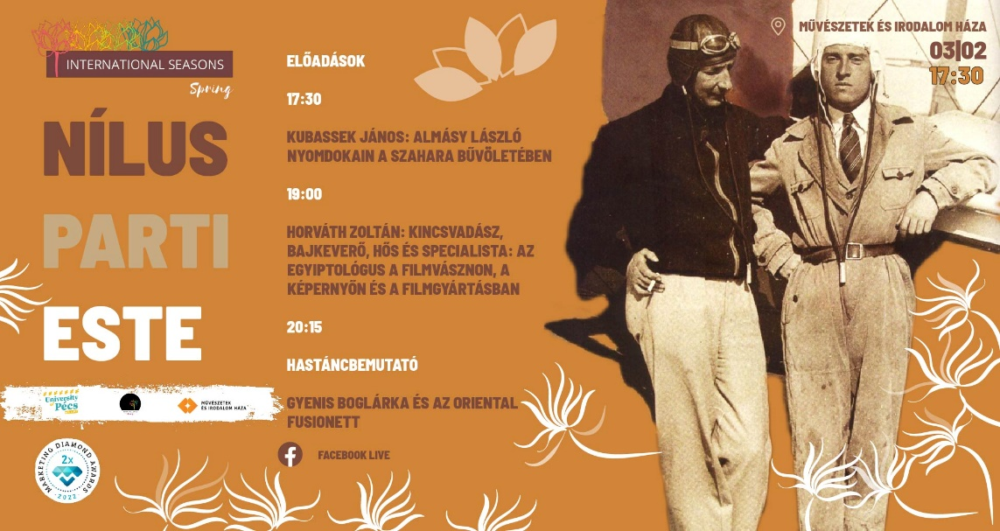 INTERNATIONAL SEASONS
Spring
NÍLUS
PARTI
ESTE
ELŐADÁSOK
17:30
KUBASSEK JÁNOS: ALMÁSY LÁSZLÓ
NYOMDOKAIN A SZAHARA BŰVÖLETÉBEN
19:00
HORVÁTH ZOLTÁN: KINCSVADÁSZ,
BAJKEVERŐ, HŐS ÉS SPECIALISTA: AZ
EGYIPTOLÓGUS A FILMVÁSZNON, A
KÉPERNYŐN ÉS A FILMGYÁRTÁSBAN
20:15
HASTÁNCBEMUTATÓ
GYENIS BOGLÁRKA ÉS AZ ORIENTAL
FUSIONETT
FACEBOOK LIVE
MŰVÉSZETEK ÉS IRODALOM HÁZA
03|02
17:30
University
of Pécs
MŰVÉSZETEK
ÉS IRODALOM HÁZA
MARKETING DIAMOND AWARDS
2x
2022